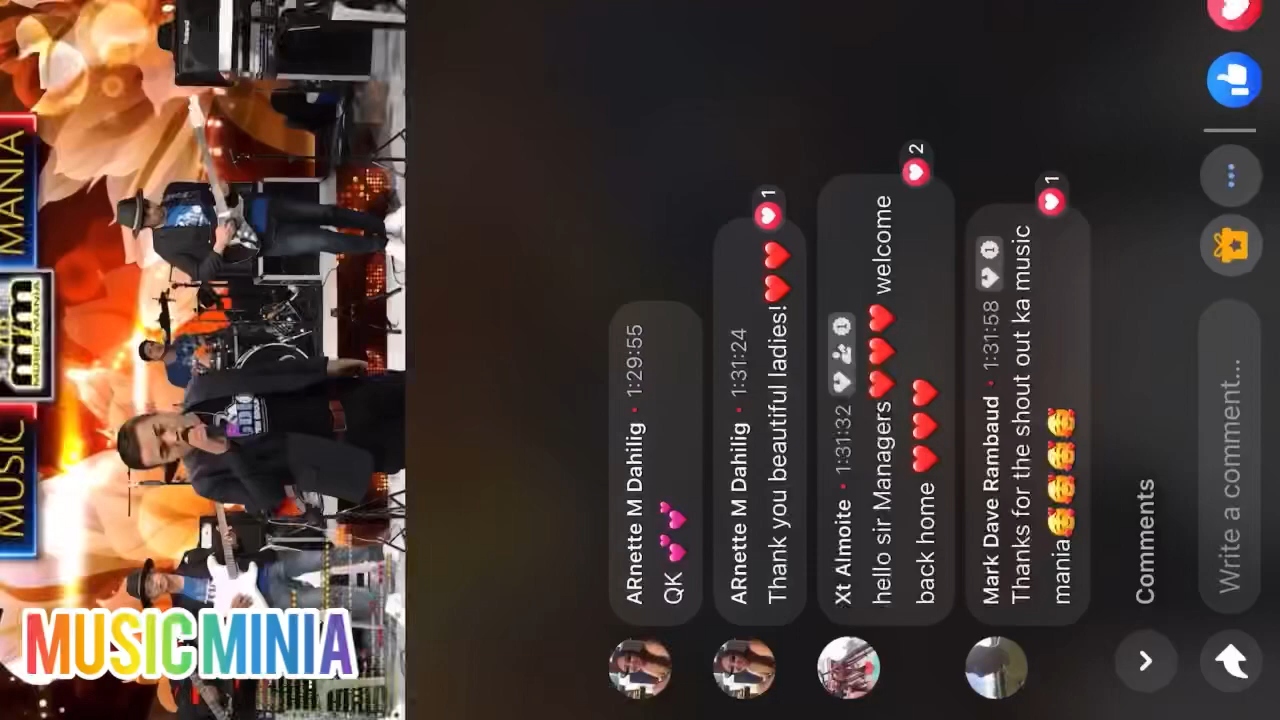 MUSIC
MANIA
MUSIC MANIA
MUSICMINIA
ARnette M Dahilig • 1:29:55
QK 💕 💕
ARnette M Dahilig • 1:31:24
Thank you beautiful ladies! ❤️ ❤️
1
Xt Almoite • 1:31:32
hello sir Managers ❤️ ❤️ ❤️ welcome
back home ❤️ ❤️ ❤️
2
Mark Dave Rambaud • 1:31:58
Thanks for the shout out ka music
mania🥰🥰🥰🥰
1
Comments
Write a comment...